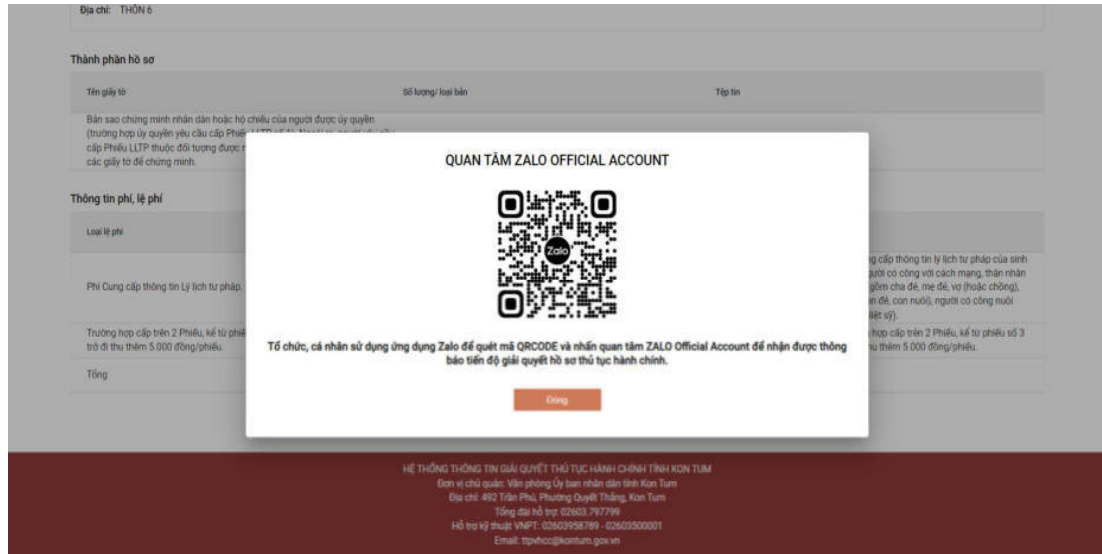 Địa chỉ: THÔN 6
Thành phần hồ sơ
Tên giấy tờ
Số lượng/ loại bản
Tệp tin
Bản sao chứng minh nhân dân hoặc hộ chiếu của người được ủy quyền
(trường hợp ủy quyền yêu cầu cấp Phiếu LLTP số 1). Ngoài ra, người yêu cầu
cấp Phiếu LLTP thuộc đối tượng được
các giấy tờ để chứng minh.
QUAN TÂM ZALO OFFICIAL ACCOUNT
Zalo
Tổ chức, cá nhân sử dụng ứng dụng Zalo để quét mã QRCODE và nhấn quan tâm ZALO Official Account để nhận được thông
báo tiến độ giải quyết hồ sơ thủ tục hành chính.
Đóng
Thông tin phí, lệ phí
Loại lệ phí
Phí Cung cấp thông tin Lý lịch tư pháp.
cấp thông tin lý lịch tư pháp của sinh
người có công với cách mạng, thân nhân
gồm cha đẻ, mẹ đẻ, vợ (hoặc chồng),
đẻ, con nuôi), người có công nuôi
liệt sỹ).
Trường hợp cấp trên 2 Phiếu, kể từ phiếu
trở đi thu thêm 5.000 đồng/phiếu.
hợp cấp trên 2 Phiếu, kể từ phiếu số 3
thu thêm 5.000 đồng/phiếu.
Tổng
HỆ THỐNG THÔNG TIN GIẢI QUYẾT THỦ TỤC HÀNH CHÍNH TỈNH KON TUM
Đơn vị chủ quản: Văn phòng Ủy ban nhân dân tỉnh Kon Tum
Địa chỉ: 492 Trần Phú, Phường Quyết Thắng, Kon Tum
Tổng đài hỗ trợ: 02603.797799
Hỗ trợ kỹ thuật VNPT: 02603958789 - 02603500001
Email: ttpvhcc@kontum.gov.vn